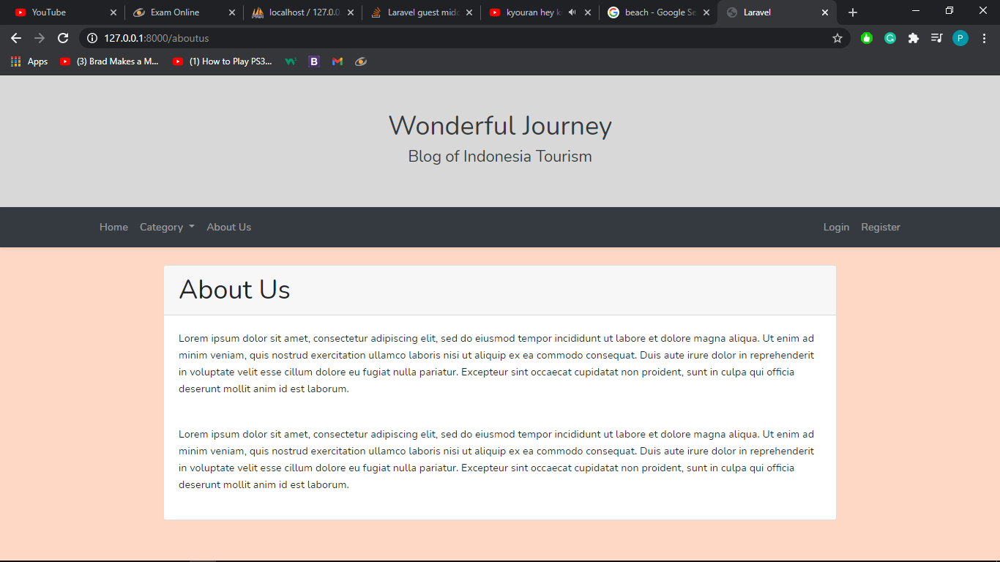 YouTube
Exam Online
localhost / 127.0.0.
Laravel guest midd
kyouran hey k
beach - Google Se
Laravel
127.0.0.1:8000/aboutus
P
Apps
(3) Brad Makes a M...
(1) How to Play PS3...
B
Wonderful Journey
Blog of Indonesia Tourism
Home
Category
About Us
Login
Register
About Us
Lorem ipsum dolor sit amet, consectetur adipiscing elit, sed do eiusmod tempor incididunt ut labore et dolore magna aliqua. Ut enim ad
minim veniam, quis nostrud exercitation ullamco laboris nisi ut aliquip ex ea commodo consequat. Duis aute irure dolor in reprehenderit
in voluptate velit esse cillum dolore eu fugiat nulla pariatur. Excepteur sint occaecat cupidatat non proident, sunt in culpa qui officia
deserunt mollit anim id est laborum.
Lorem ipsum dolor sit amet, consectetur adipiscing elit, sed do eiusmod tempor incididunt ut labore et dolore magna aliqua. Ut enim ad
minim veniam, quis nostrud exercitation ullamco laboris nisi ut aliquip ex ea commodo consequat. Duis aute irure dolor in reprehenderit
in voluptate velit esse cillum dolore eu fugiat nulla pariatur. Excepteur sint occaecat cupidatat non proident, sunt in culpa qui officia
deserunt mollit anim id est laborum.